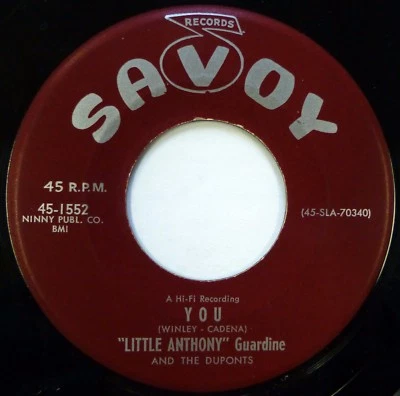 RECORDS
SAVOY
45 R.P.M.
45-1552
NINNY PUBL. CO.
BMI
(45-SLA-70340)
A Hi-Fi Recording
YOU
(WINLEY - CADENA)
"LITTLE ANTHONY" Guardine
AND THE DUPONTS